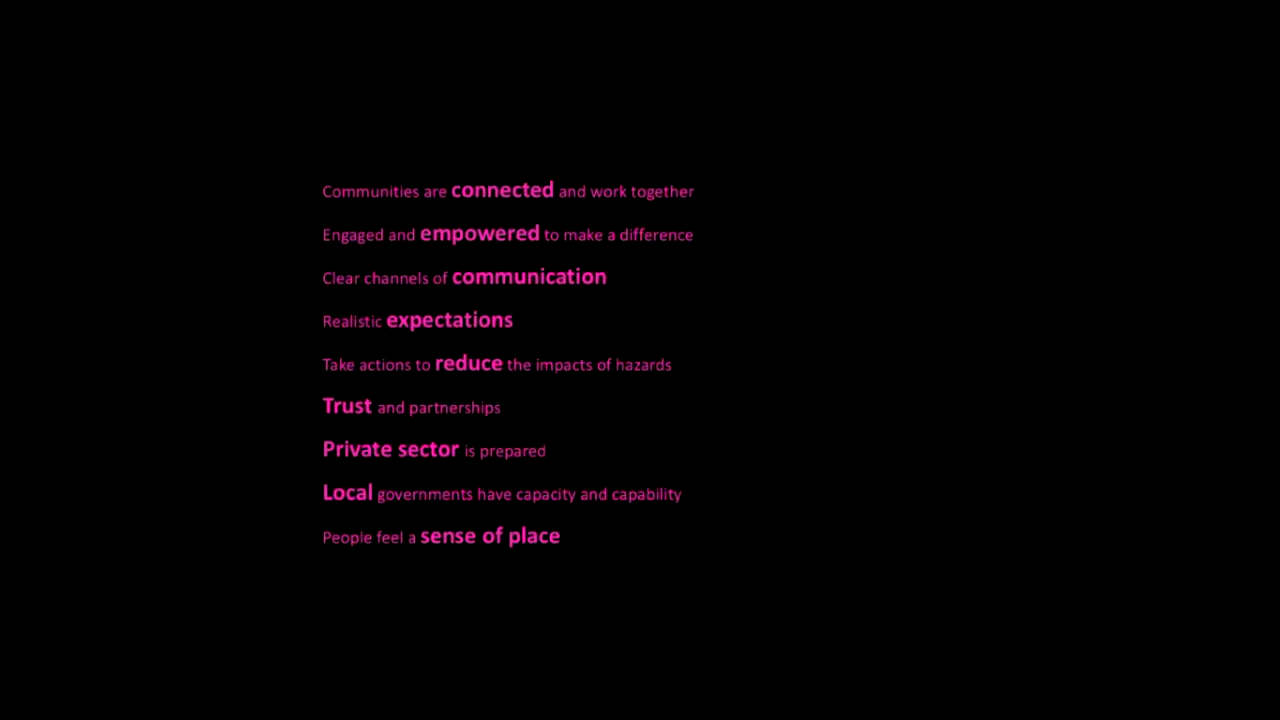 Communities are connected and work together
Engaged and empowered to make a difference
Clear channels of communication
Realistic expectations
Take actions to reduce the impacts of hazards
Trust and partnerships
Private sector is prepared
Local governments have capacity and capability
People feel a sense of place